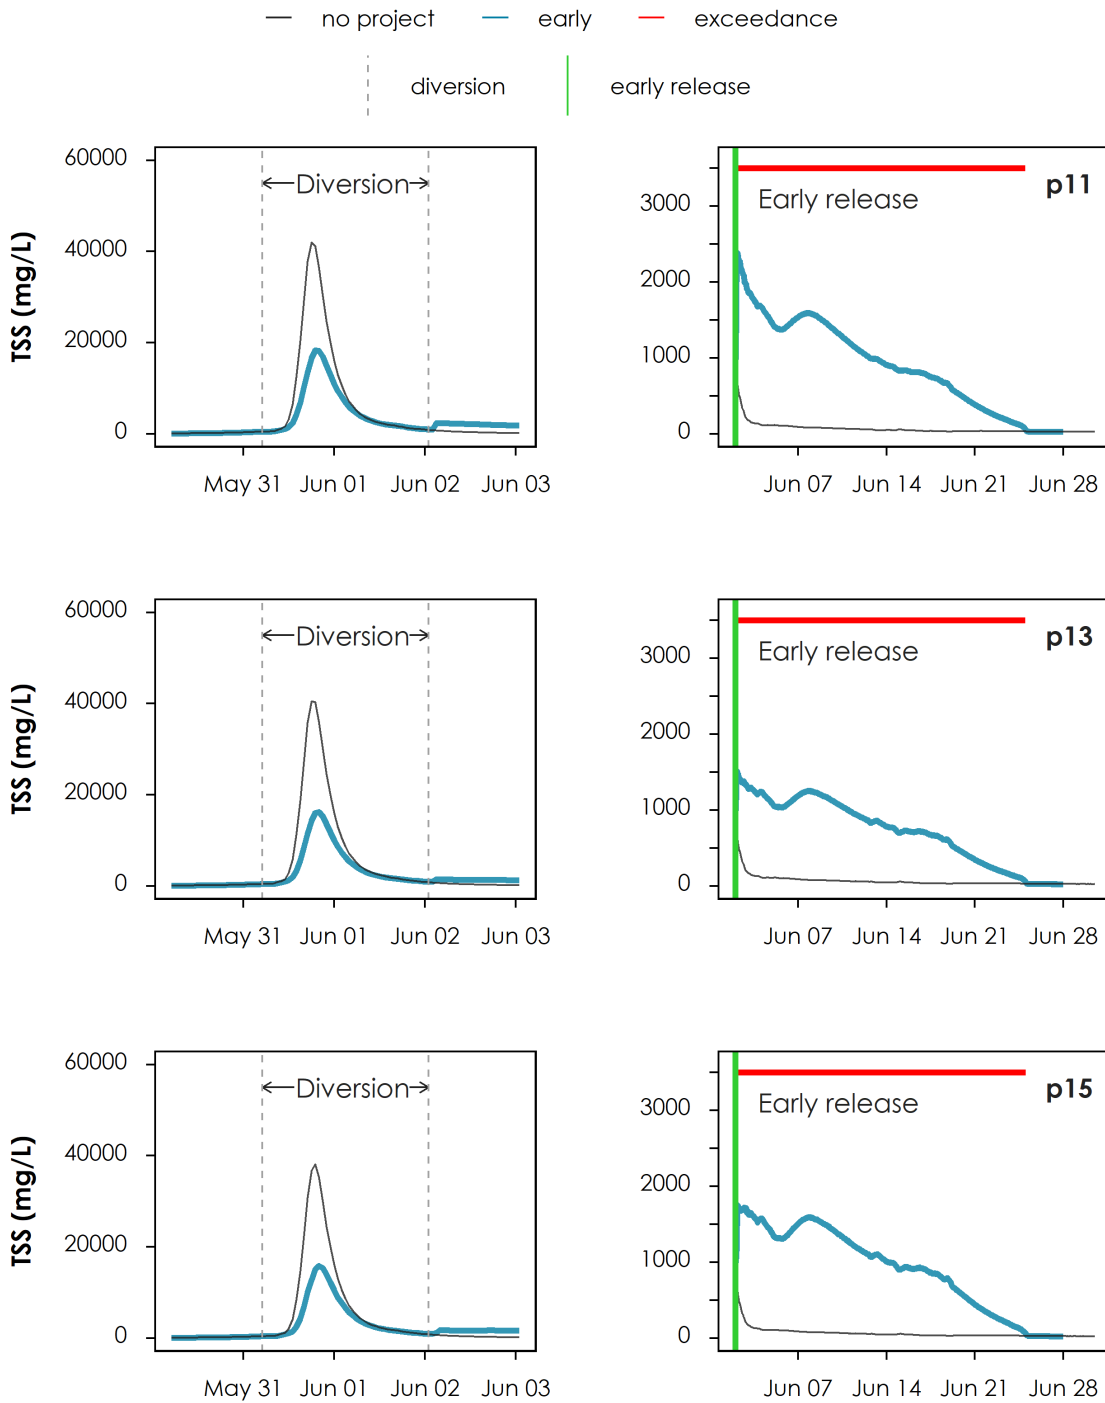 no project early exceedance
diversion early release
60000
40000
20000
0
TSS (mg/L)
Diversion
May 31 Jun 01 Jun 02 Jun 03
3000
2000
1000
0
Early release
p11
Jun 07 Jun 14 Jun 21 Jun 28
60000
40000
20000
0
TSS (mg/L)
Diversion
May 31 Jun 01 Jun 02 Jun 03
3000
2000
1000
0
Early release
p13
Jun 07 Jun 14 Jun 21 Jun 28
60000
40000
20000
0
TSS (mg/L)
Diversion
May 31 Jun 01 Jun 02 Jun 03
3000
2000
1000
0
Early release
p15
Jun 07 Jun 14 Jun 21 Jun 28